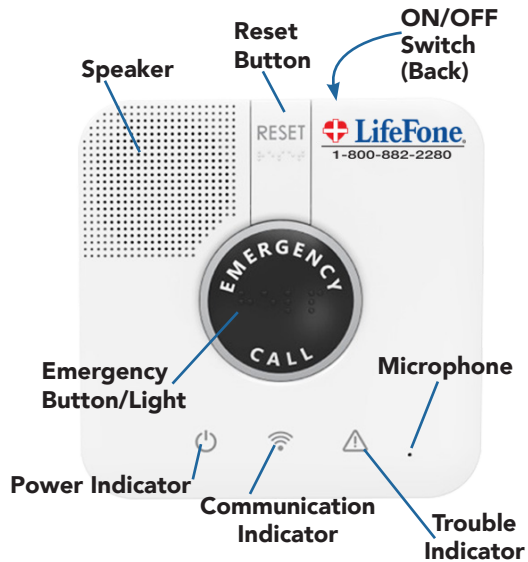 ON/OFF
Switch
(Back)
Reset
Button
Speaker
RESET
LifeFone®
1-800-882-2280
EMERGENCY
CALL
Emergency
Button/Light
Microphone
Power Indicator
Communication
Indicator
Trouble
Indicator